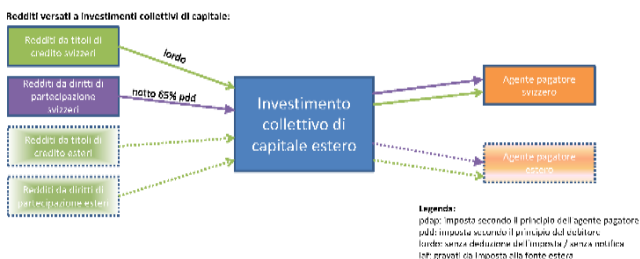 Redditi versati a investimenti collettivi di capitale:
Redditi da titoli di
credito svizzeri
lordo
Redditi da diritti di
partecipazione
svizzeri
netto 65% pdd
Redditi da titoli di
credito esteri
Redditi da diritti di
partecipazione esteri
Investimento
collettivo di
capitale estero
Agente pagatore
svizzero
Agente pagatore
estero
Legenda:
pdap: imposta secondo il principio dell'agente pagatore
pdd: imposta secondo il principio del debitore
lordo: senza deduzione dell'imposta / senza notifica
iaf: gravati da imposta alla fonte estera